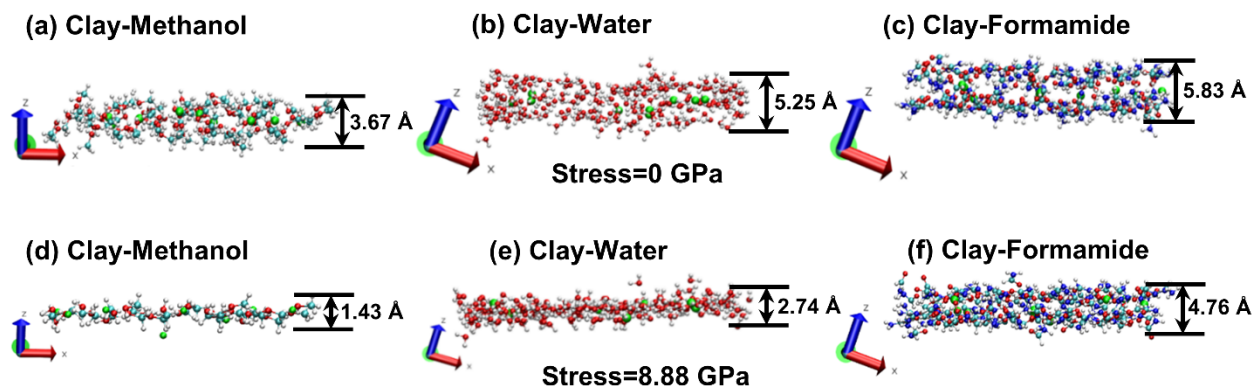 (a) Clay-Methanol
(b) Clay-Water
(c) Clay-Formamide
z
x
3.67 Å
z
x
5.25 Å
z
x
5.83 Å
Stress=0 GPa
(d) Clay-Methanol
(e) Clay-Water
(f) Clay-Formamide
z
x
1.43 Å
z
x
2.74 Å
z
x
4.76 Å
Stress=8.88 GPa